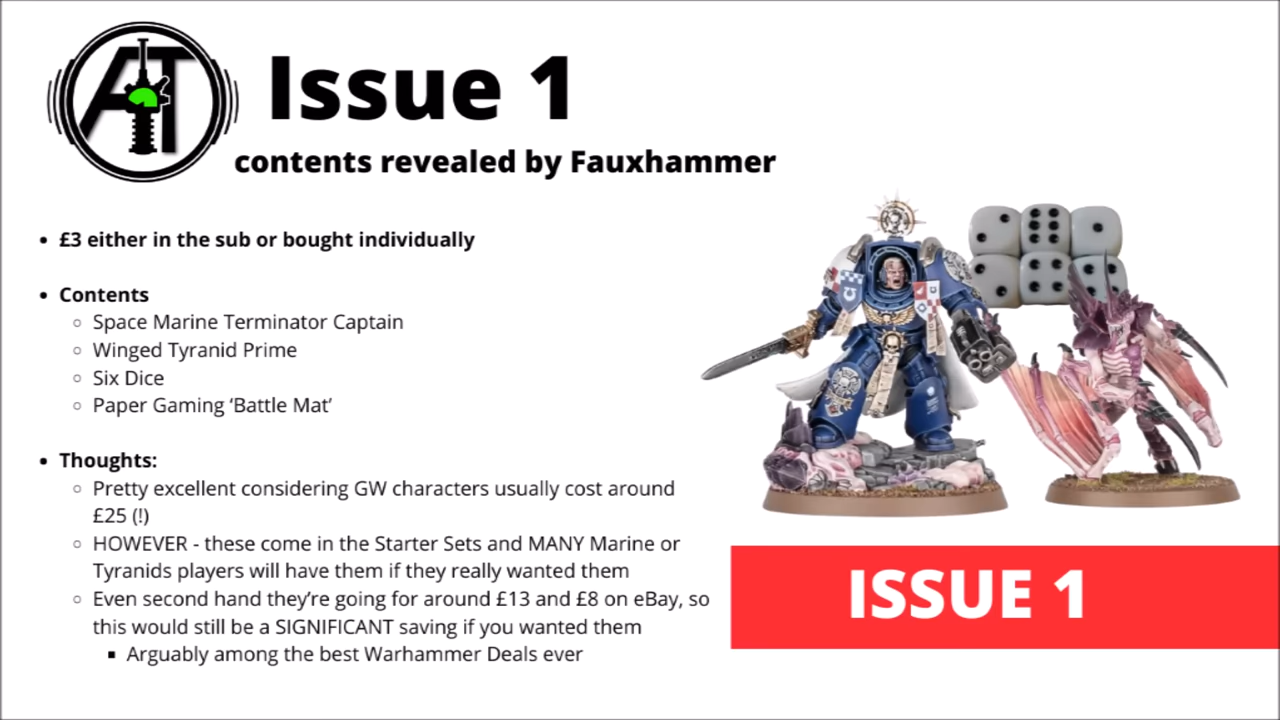 AT
Issue 1
contents revealed by Fauxhammer
• £3 either in the sub or bought individually
• Contents
○ Space Marine Terminator Captain
○ Winged Tyranid Prime
○ Six Dice
○ Paper Gaming ‘Battle Mat’
• Thoughts:
○ Pretty excellent considering GW characters usually cost around
£25 (!)
○ HOWEVER - these come in the Starter Sets and MANY Marine or
Tyranids players will have them if they really wanted them
○ Even second hand they’re going for around £13 and £8 on eBay, so
this would still be a SIGNIFICANT saving if you wanted them
▪ Arguably among the best Warhammer Deals ever
ISSUE 1